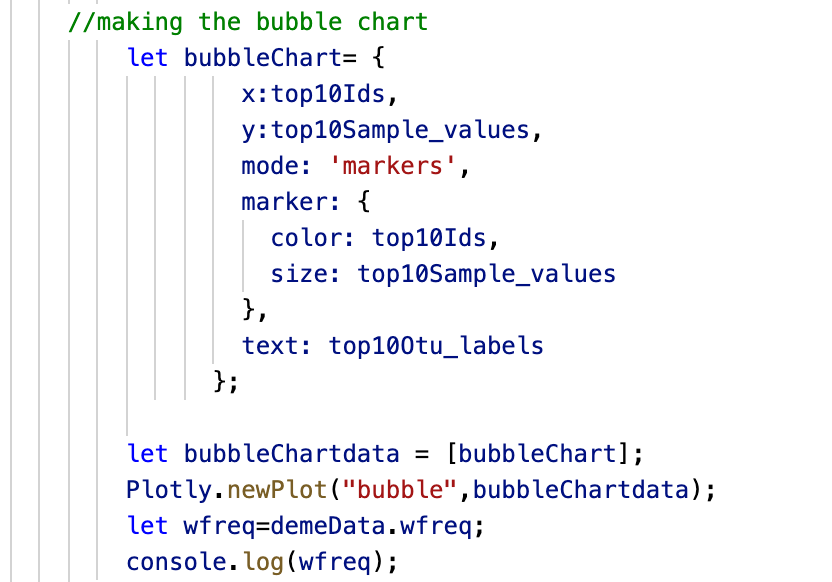 //making the bubble chart
let bubbleChart= {
x:top10Ids,
y:top10Sample_values,
mode: 'markers',
marker: {
color: top10Ids,
size: top10Sample_values
},
text: top10Otu_labels
};
let bubbleChartdata = [bubbleChart];
Plotly.newPlot("bubble",bubbleChartdata);
let wfreq=demeData.wfreq;
console.log(wfreq);